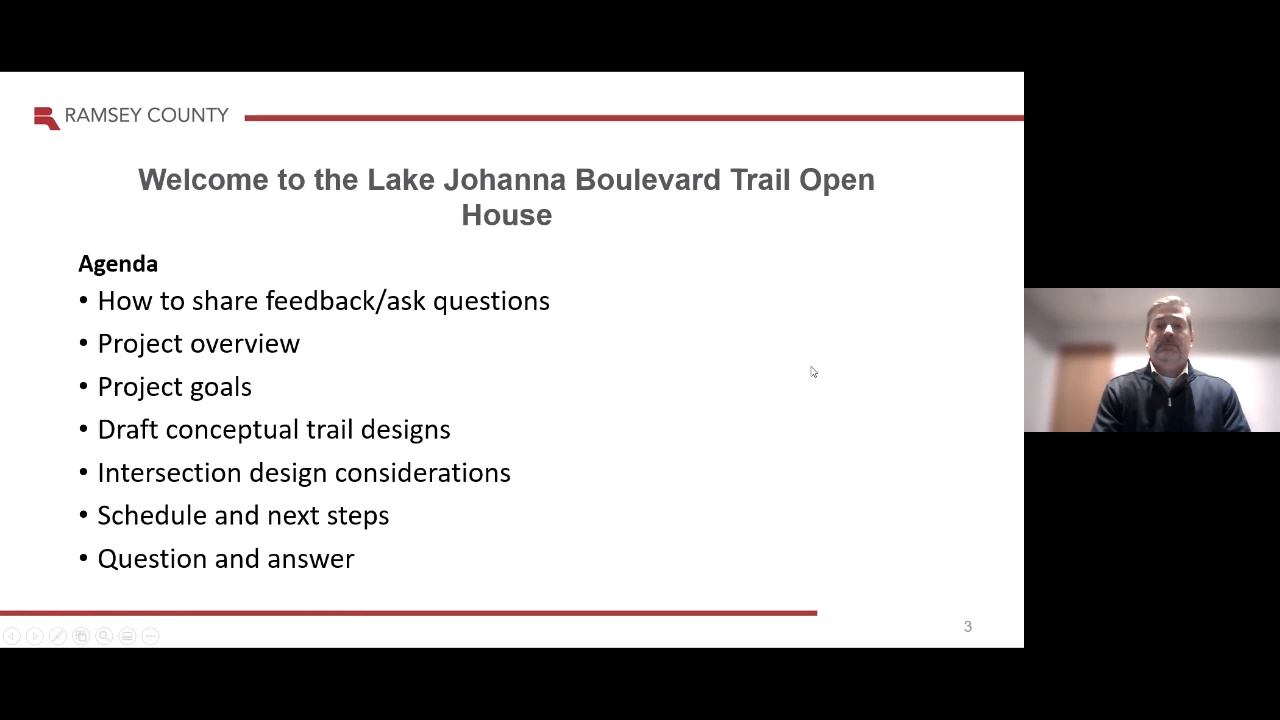 RAMSEY COUNTY
Welcome to the Lake Johanna Boulevard Trail Open
House
Agenda
• How to share feedback/ask questions
• Project overview
• Project goals
• Draft conceptual trail designs
• Intersection design considerations
• Schedule and next steps
• Question and answer
3